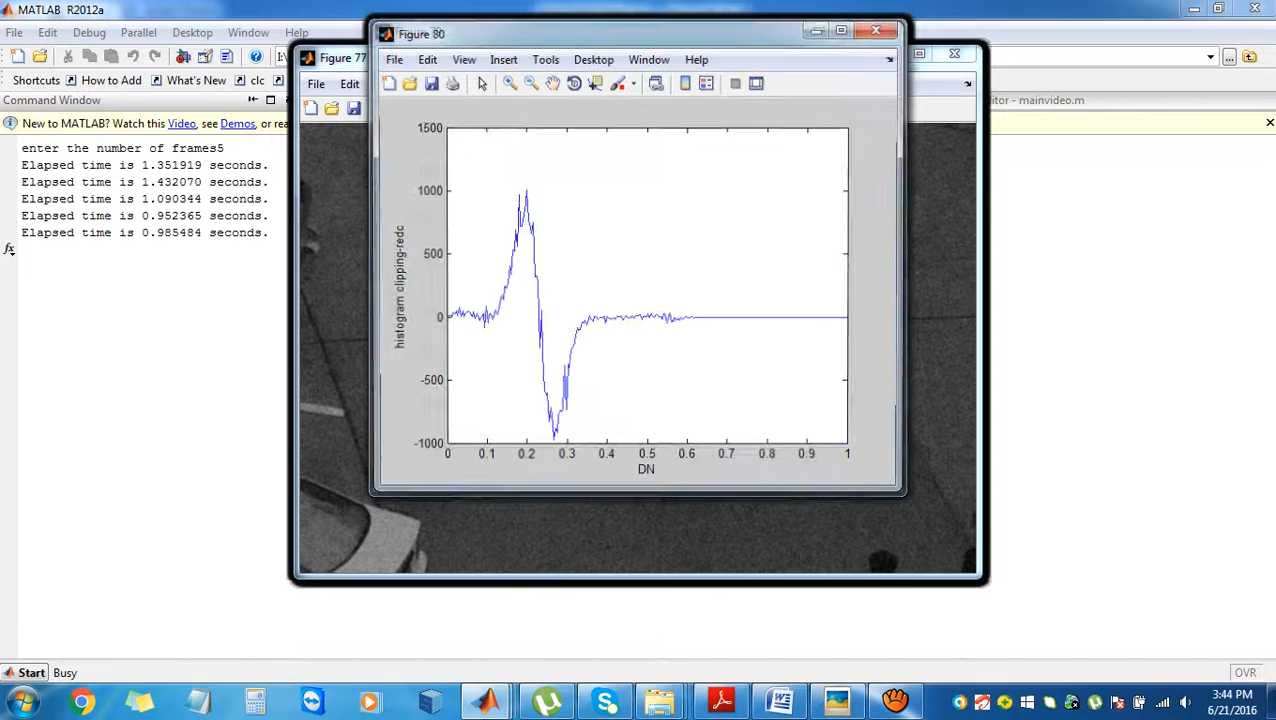 MATLAB R2012a
File Edit Debug Parallel Desktop Window Help
Shortcuts How to Add What's New clc
Command Window
New to MATLAB? Watch this Video, see Demos, or
enter the number of frames5
Elapsed time is 1.351919 seconds.
Elapsed time is 1.432070 seconds.
Elapsed time is 1.090344 seconds.
Elapsed time is 0.952365 seconds.
Elapsed time is 0.985484 seconds.
fx
Figure 77
File Edit
- mainvideo.m
Figure 80
File Edit View Insert Tools Desktop Window Help
1500
1000
500
0
-500
-1000
histogram clipping-redc
0 0.1 0.2 0.3 0.4 0.5 0.6 0.7 0.8 0.9 1
DN
Start Busy
OVR
3:44 PM
6/21/2016